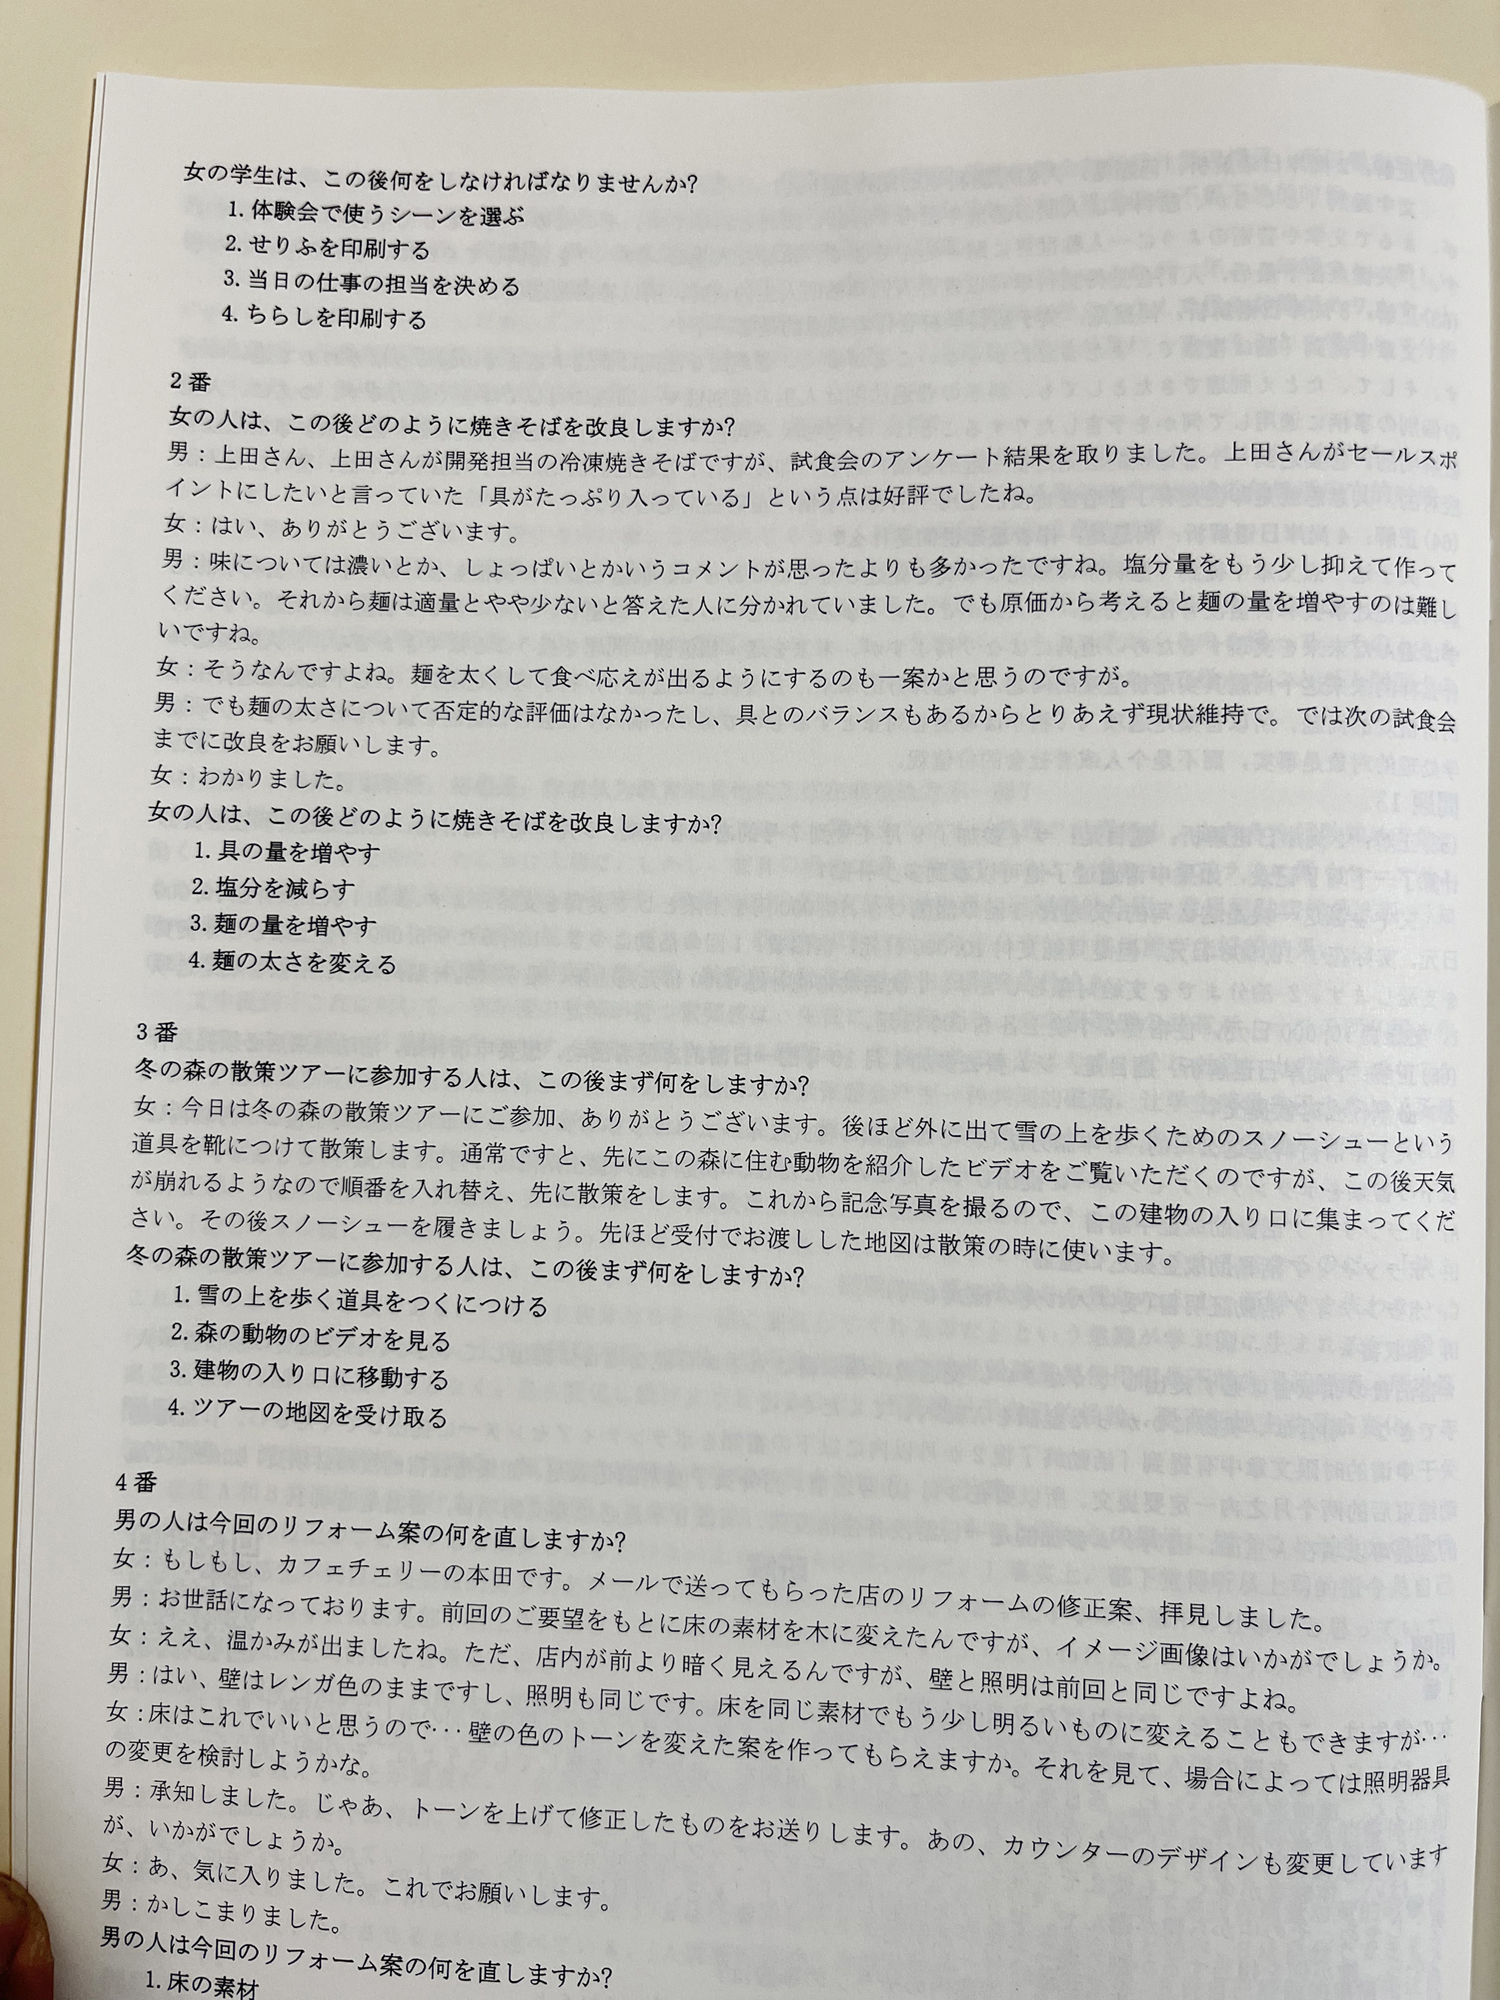 女の学生は、この後何をしなければなりませんか?
1. 体験会で使うシーンを選ぶ
2. せりふを印刷する
3. 当日の仕事の担当を決める
4. ちらしを印刷する
2 番
女の人は、この後どのように焼きそばを改良しますか?
男：上田さん、上田さんが開発担当の冷凍焼きそばですが、試食会のアンケート結果を取りました。上田さんがセールスポ
イントにしたいと言っていた「具がたっぷり入っている」という点は好評でしたね。
女：はい、ありがとうございます。
男：味については濃いとか、しょっぱいとかいうコメントが思ったよりも多かったですね。塩分量をもう少し抑えて作って
ください。それから麺は適量とやや少ないと答えた人に分かれていました。でも原価から考えると麺の量を増やすのは難し
いですね。
女：そうなんですよね。麺を太くして食べ応えが出るようにするのも一案かと思うのですが。
男：でも麺の太さについて否定的な評価はなかったし、具とのバランスもあるからとりあえず現状維持で。では次の試食会
までに改良をお願いします。
女：わかりました。
女の人は、この後どのように焼きそばを改良しますか?
1. 具の量を増やす
2. 塩分を減らす
3. 麺の量を増やす
4. 麺の太さを変える
3 番
冬の森の散策ツアーに参加する人は、この後まず何をしますか?
女：今日は冬の森の散策ツアーにご参加、ありがとうございます。後ほど外に出て雪の上を歩くためのスノーシューという
道具を靴につけて散策します。通常ですと、先にこの森に住む動物を紹介したビデオをご覧いただくのですが、この後天気
が崩れるようなので順番を入れ替え、先に散策をします。これから記念写真を撮るので、この建物の入り口に集まってくだ
さい。その後スノーシューを履きましょう。先ほど受付でお渡しした地図は散策の時に使います。
冬の森の散策ツアーに参加する人は、この後まず何をしますか?
1. 雪の上を歩く道具をつくにつける
2. 森の動物のビデオを見る
3. 建物の入り口に移動する
4. ツアーの地図を受け取る
4 番
男の人は今回のリフォーム案の何を直しますか?
女：もしもし、カフェチェリーの本田です。メールで送ってもらった店のリフォームの修正案、拝見しました。
男：お世話になっております。前回のご要望をもとに床の素材を木に変えたんですが、イメージ画像はいかがでしょうか。
女：ええ、温かみが出ましたね。ただ、店内が前より暗く見えるんですが、壁と照明は前回と同じですよね。
男：はい、壁はレンガ色のままですし、照明も同じです。床を同じ素材でもう少し明るいものに変えることもできますが…
女：床はこれでいいと思うので… 壁の色のトーンを変えた案を作ってもらえますか。それを見て、場合によっては照明器具
の変更を検討しようかな。
男：承知しました。じゃあ、トーンを上げて修正したものをお送りします。あの、カウンターのデザインも変更しています
が、いかがでしょうか。
女：あ、気に入りました。これでお願いします。
男：かしこまりました。
男の人は今回のリフォーム案の何を直しますか?
1. 床の素材